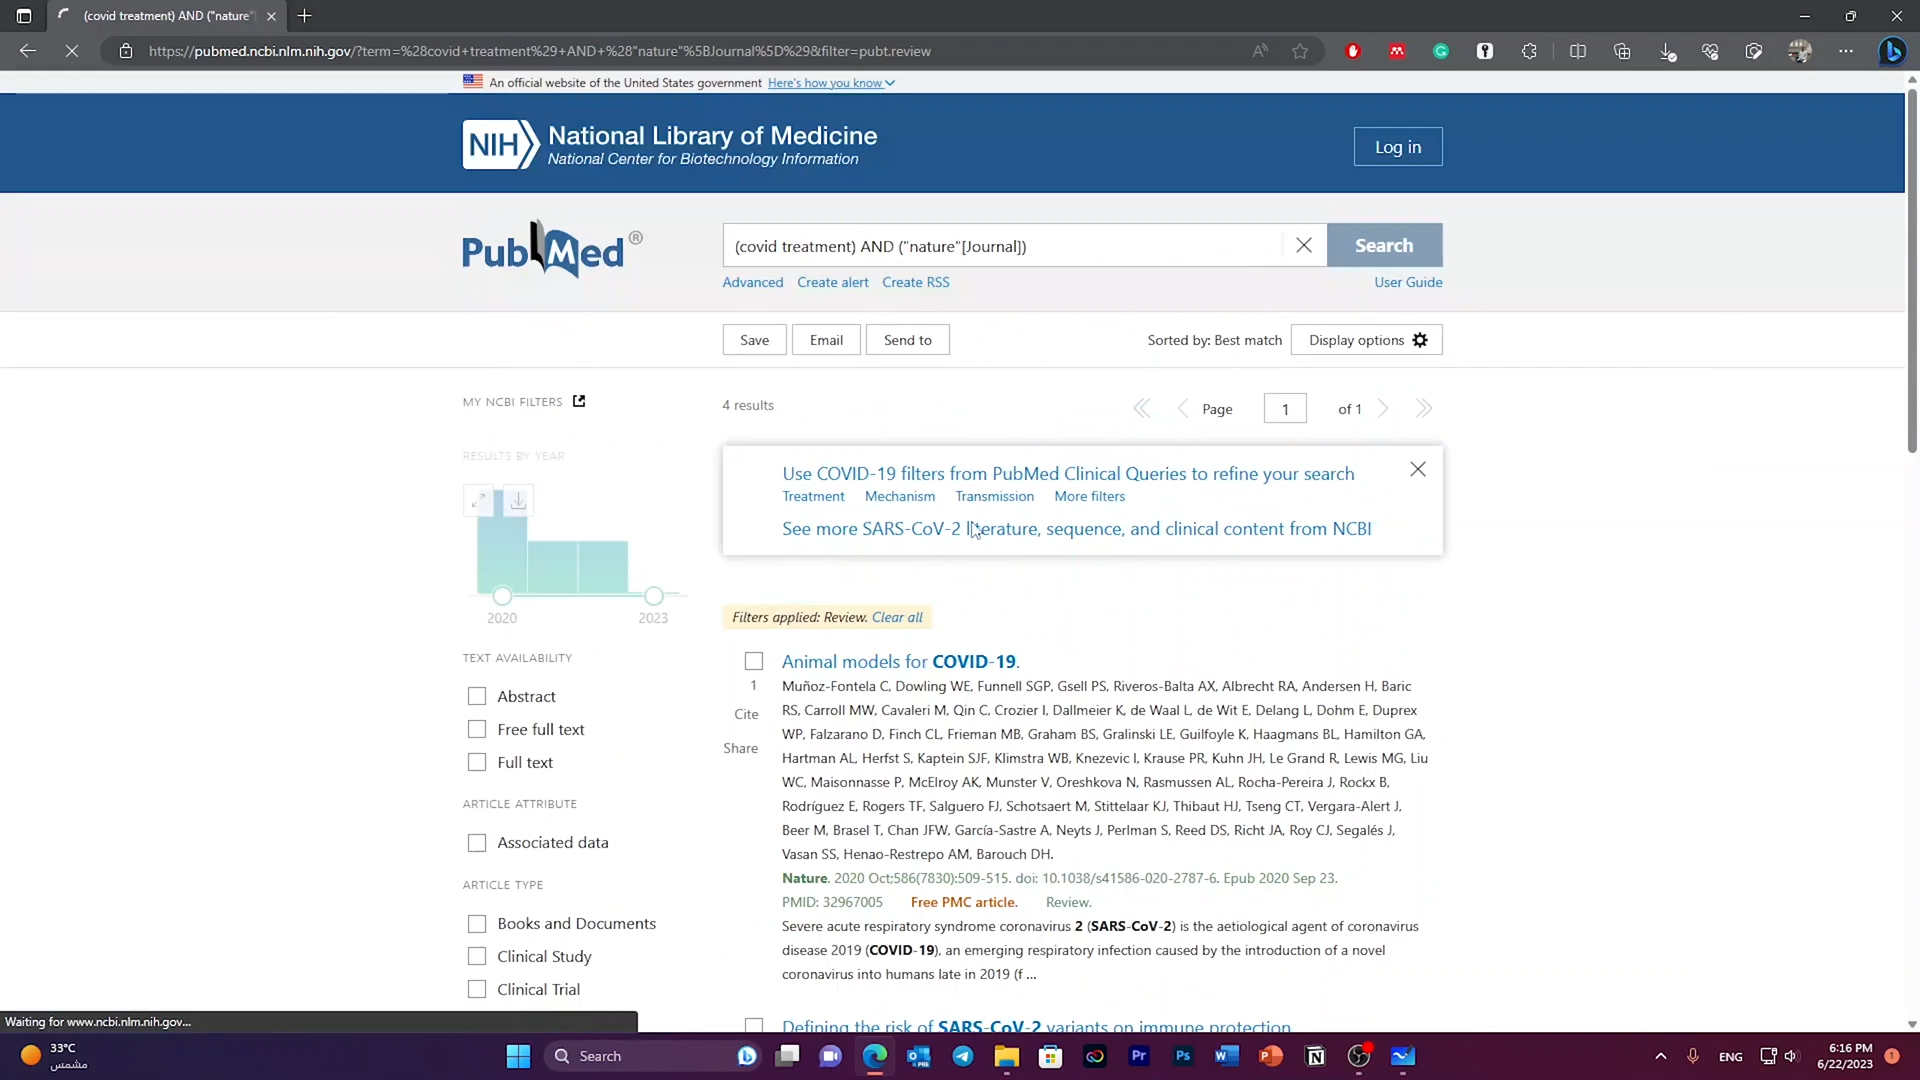 (covid treatment) AND ("nature"
https://pubmed.ncbi.nlm.nih.gov/?term=%28covid+treatment%29+AND+%28"nature"%5BJournal%5D%29&filter=pubt.review
An official website of the United States government Here's how you know
NIH National Library of Medicine
National Center for Biotechnology Information
Log in
PubMed®
(covid treatment) AND ("nature"[Journal])
Search
Advanced Create alert Create RSS
User Guide
Save Email Send to
Sorted by: Best match Display options
MY NCBI FILTERS
4 results
Page 1 of 1
RESULTS BY YEAR
2020 2023
Use COVID-19 filters from PubMed Clinical Queries to refine your search
Treatment Mechanism Transmission More filters
See more SARS-CoV-2 literature, sequence, and clinical content from NCBI
Filters applied: Review. Clear all
TEXT AVAILABILITY
Abstract
Free full text
Full text
ARTICLE ATTRIBUTE
Associated data
ARTICLE TYPE
Books and Documents
Clinical Study
Clinical Trial
Animal models for COVID-19.
1
Cite
Share
Muñoz-Fontela C, Dowling WE, Funnell SGP, Gsell PS, Riveros-Balta AX, Albrecht RA, Andersen H, Baric
RS, Carroll MW, Cavaleri M, Qin C, Crozier I, Dallmeier K, de Waal L, de Wit E, Delang L, Dohm E, Duprex
WP, Falzarano D, Finch CL, Frieman MB, Graham BS, Gralinski LE, Guilfoyle K, Haagmans BL, Hamilton GA,
Hartman AL, Herfst S, Kaptein SJF, Klimstra WB, Knezevic I, Krause PR, Kuhn JH, Le Grand R, Lewis MG, Liu
WC, Maisonnasse P, McElroy AK, Munster V, Oreshkova N, Rasmussen AL, Rocha-Pereira J, Rockx B,
Rodríguez E, Rogers TF, Salguero FJ, Schotsaert M, Stittelaar KJ, Thibaut HJ, Tseng CT, Vergara-Alert J,
Beer M, Brasel T, Chan JFW, García-Sastre A, Neyts J, Perlman S, Reed DS, Richt JA, Roy CJ, Segalés J,
Vasan SS, Henao-Restrepo AM, Barouch DH.
Nature. 2020 Oct;586(7830):509-515. doi: 10.1038/s41586-020-2787-6. Epub 2020 Sep 23.
PMID: 32967005 Free PMC article. Review.
Severe acute respiratory syndrome coronavirus 2 (SARS-CoV-2) is the aetiological agent of coronavirus
disease 2019 (COVID-19), an emerging respiratory infection caused by the introduction of a novel
coronavirus into humans late in 2019 (f ...
Defining the risk of SARS-CoV-2 variants on immune protection
Waiting for www.ncbi.nlm.nih.gov...
33°C
مشمس
Search
PRE
Pr
Ps
ENG
6:16 PM
6/22/2023
1